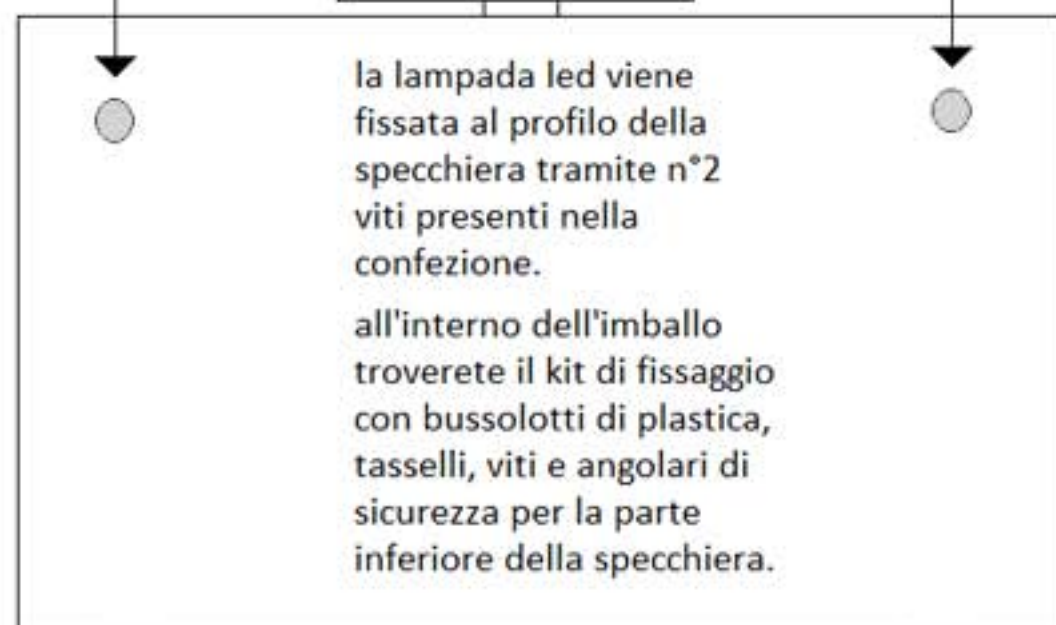 la lampada led viene
fissata al profilo della
specchiera tramite n°2
viti presenti nella
confezione.
all'interno dell'imballo
troverete il kit di fissaggio
con bussolotti di plastica,
tasselli, viti e angolari di
sicurezza per la parte
inferiore della specchiera.